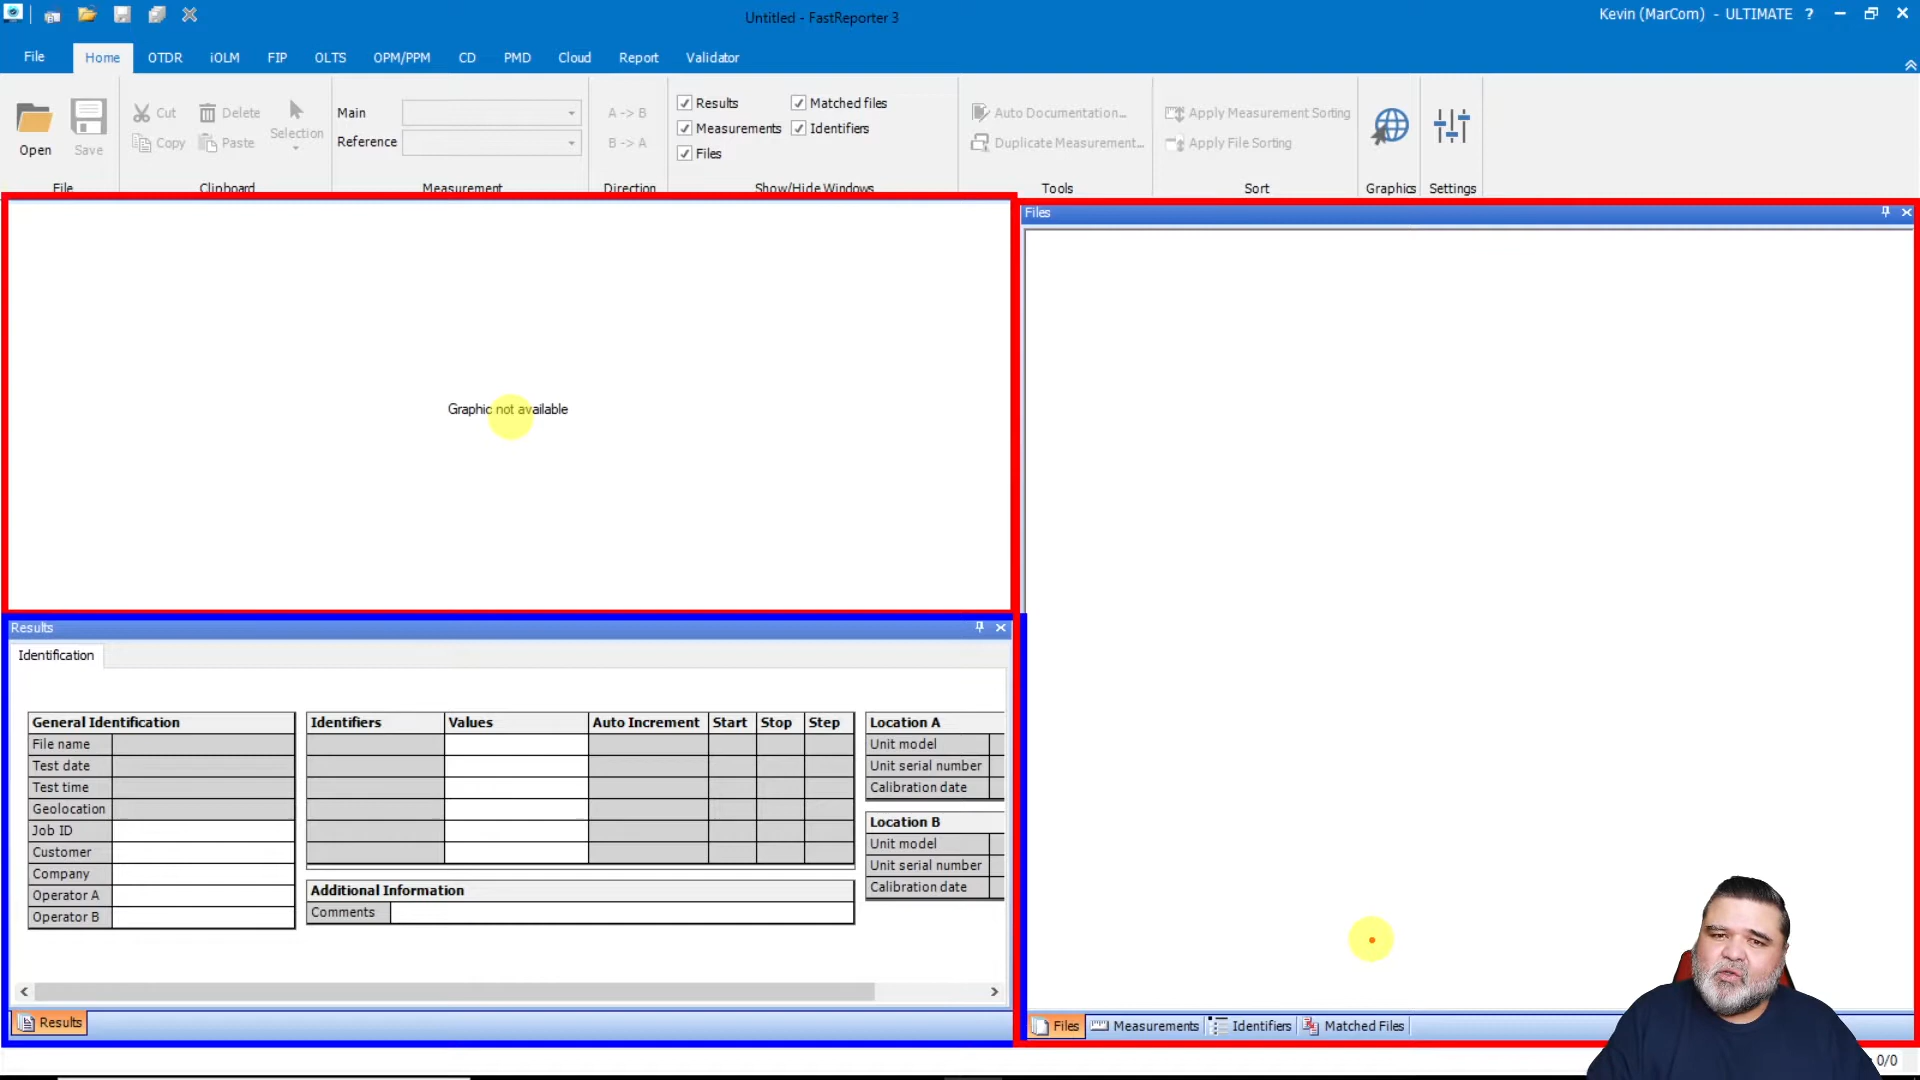 Untitled - FastReporter 3
Kevin (MarCom) - ULTIMATE ?
File Home OTDR iOLM FIP OLTS OPM/PPM CD PMD Cloud Report Validator
Open
Save
Cut
Copy
Delete
Paste
Selection
Main
Reference
A -> B
B -> A
Results
Measurements
Files
Matched files
Identifiers
Auto Documentation...
Duplicate Measurement...
Apply Measurement Sorting
Apply File Sorting
File Clipboard Measurement Direction Show/Hide Windows Tools Sort Graphics Settings
Graphic not available
Files
Results
Identification
General Identification
File name
Test date
Test time
Geolocation
Job ID
Customer
Company
Operator A
Operator B
Identifiers Values Auto Increment Start Stop Step
Additional Information
Comments
Location A
Unit model
Unit serial number
Calibration date
Location B
Unit model
Unit serial number
Calibration date
Results
Files Measurements Identifiers Matched Files
0/0